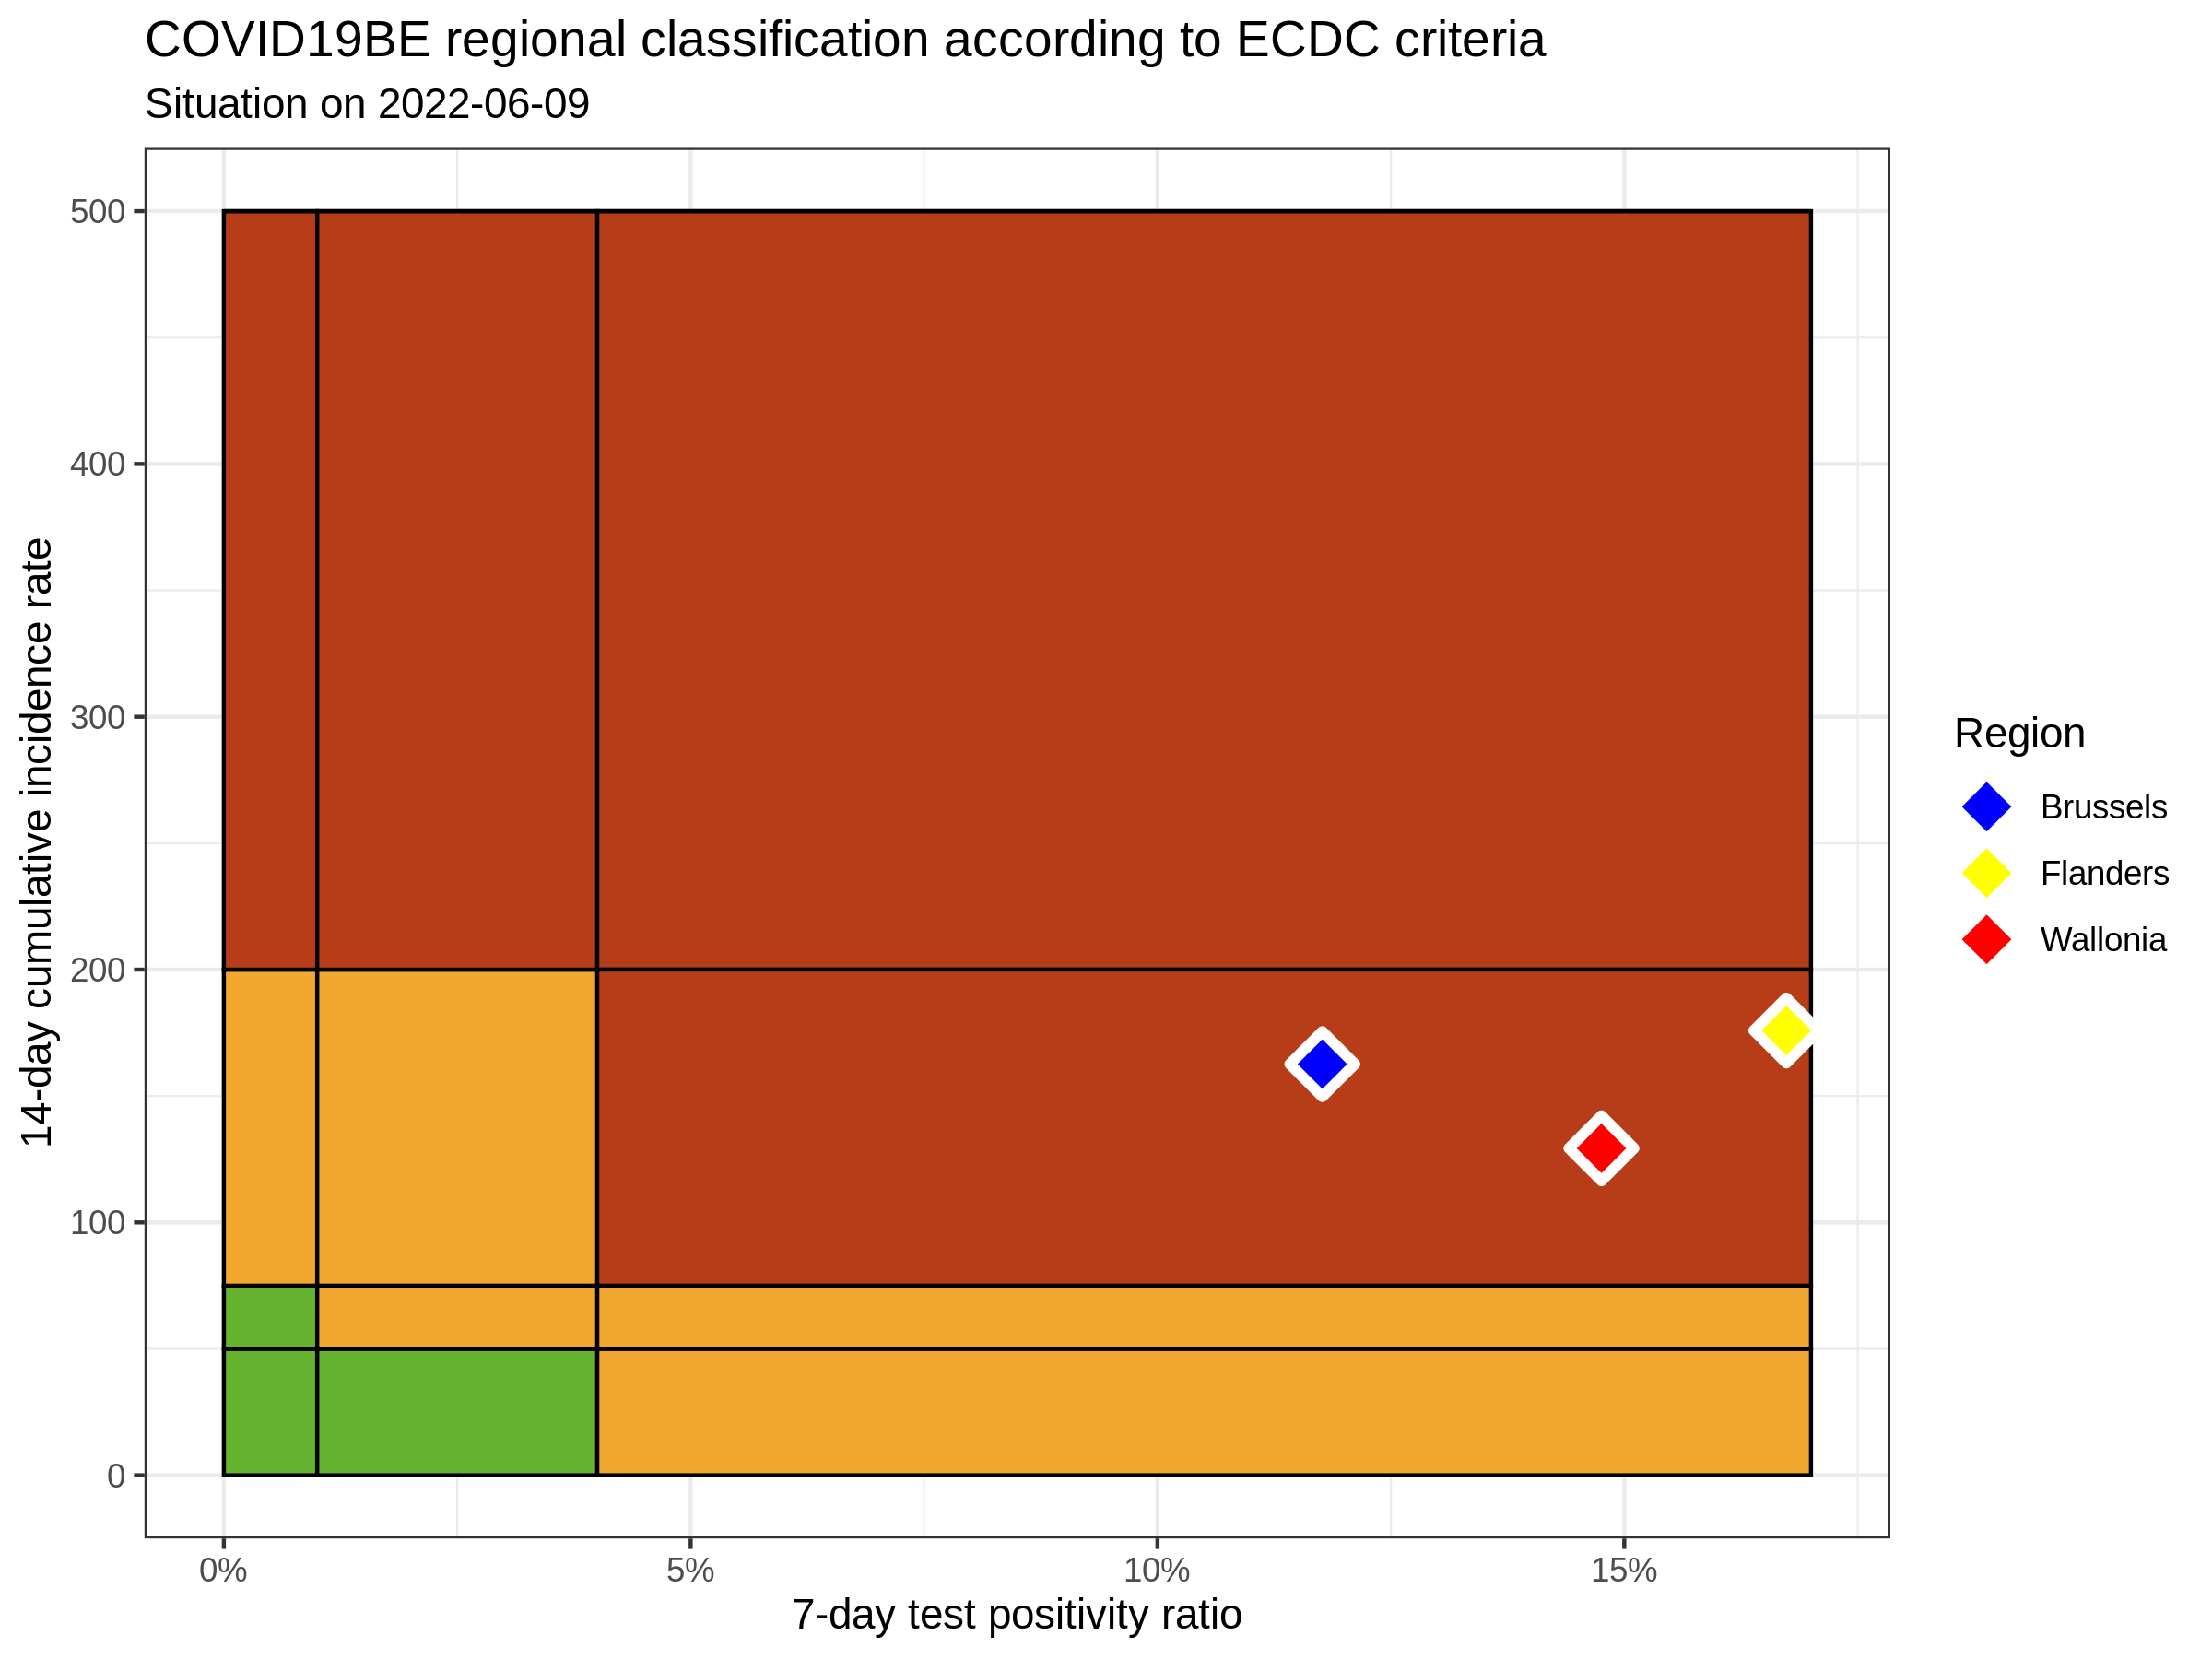 COVID19BE regional classification according to ECDC criteria
Situation on 2022-06-09
14-day cumulative incidence rate
500
400
300
200
100
0
0%
5%
10%
15%
7-day test positivity ratio
Region
Brussels
Flanders
Wallonia